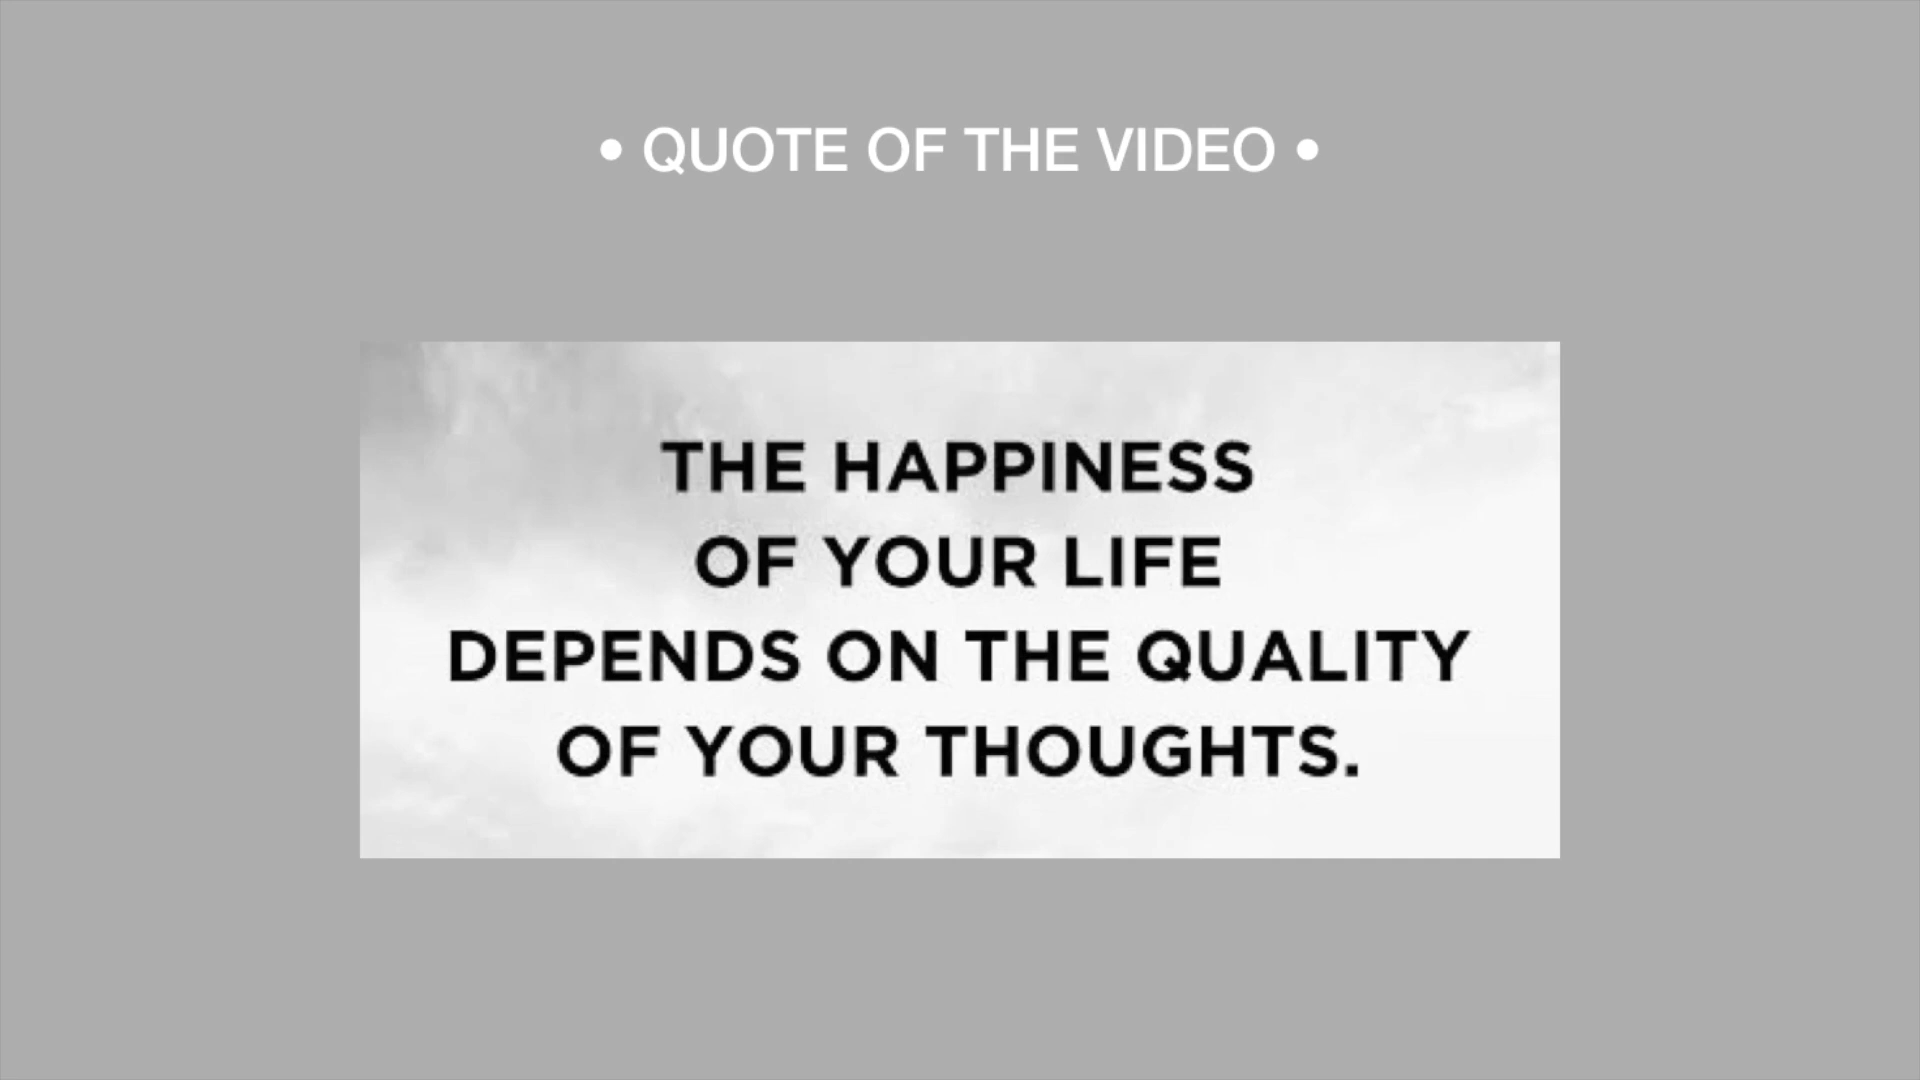 • QUOTE OF THE VIDEO •
THE HAPPINESS
OF YOUR LIFE
DEPENDS ON THE QUALITY
OF YOUR THOUGHTS.